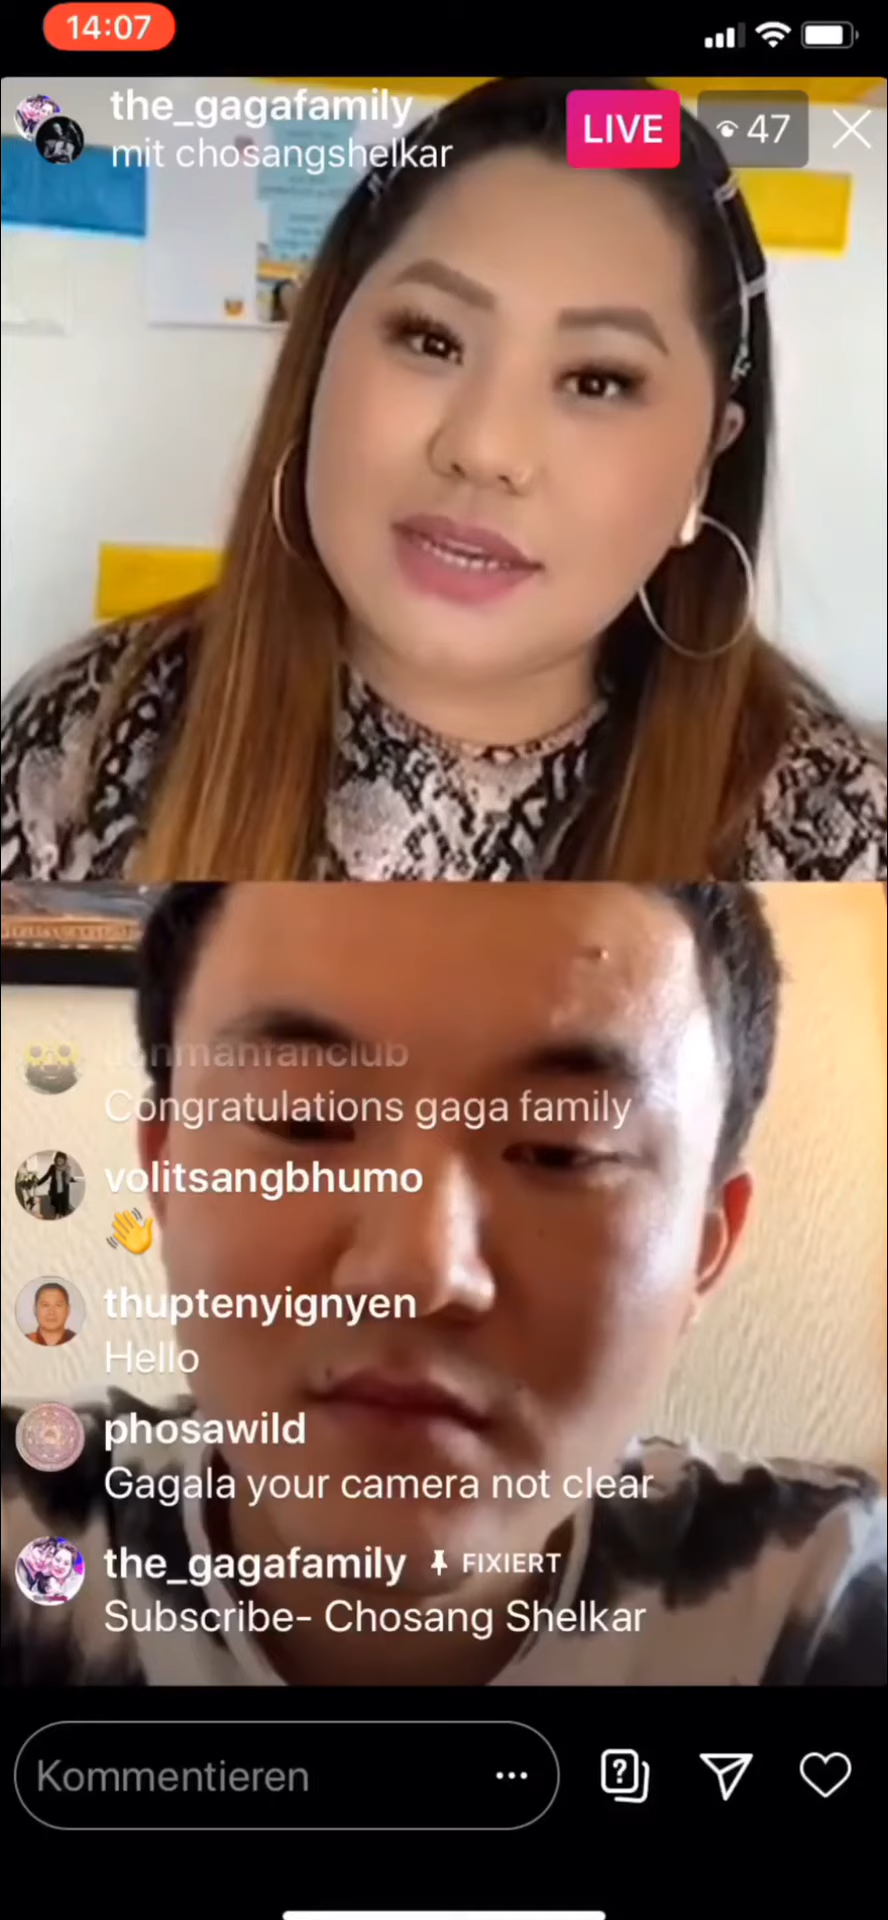 14:07
the_gagafamily
mit chosangshelkar
LIVE
47
Congratulations gaga family
volitsangbhumo
👋
thuptenyignyen
Hello
phosawild
Gagala your camera not clear
the_gagafamily FIXIERT
Subscribe- Chosang Shelkar
Kommentieren